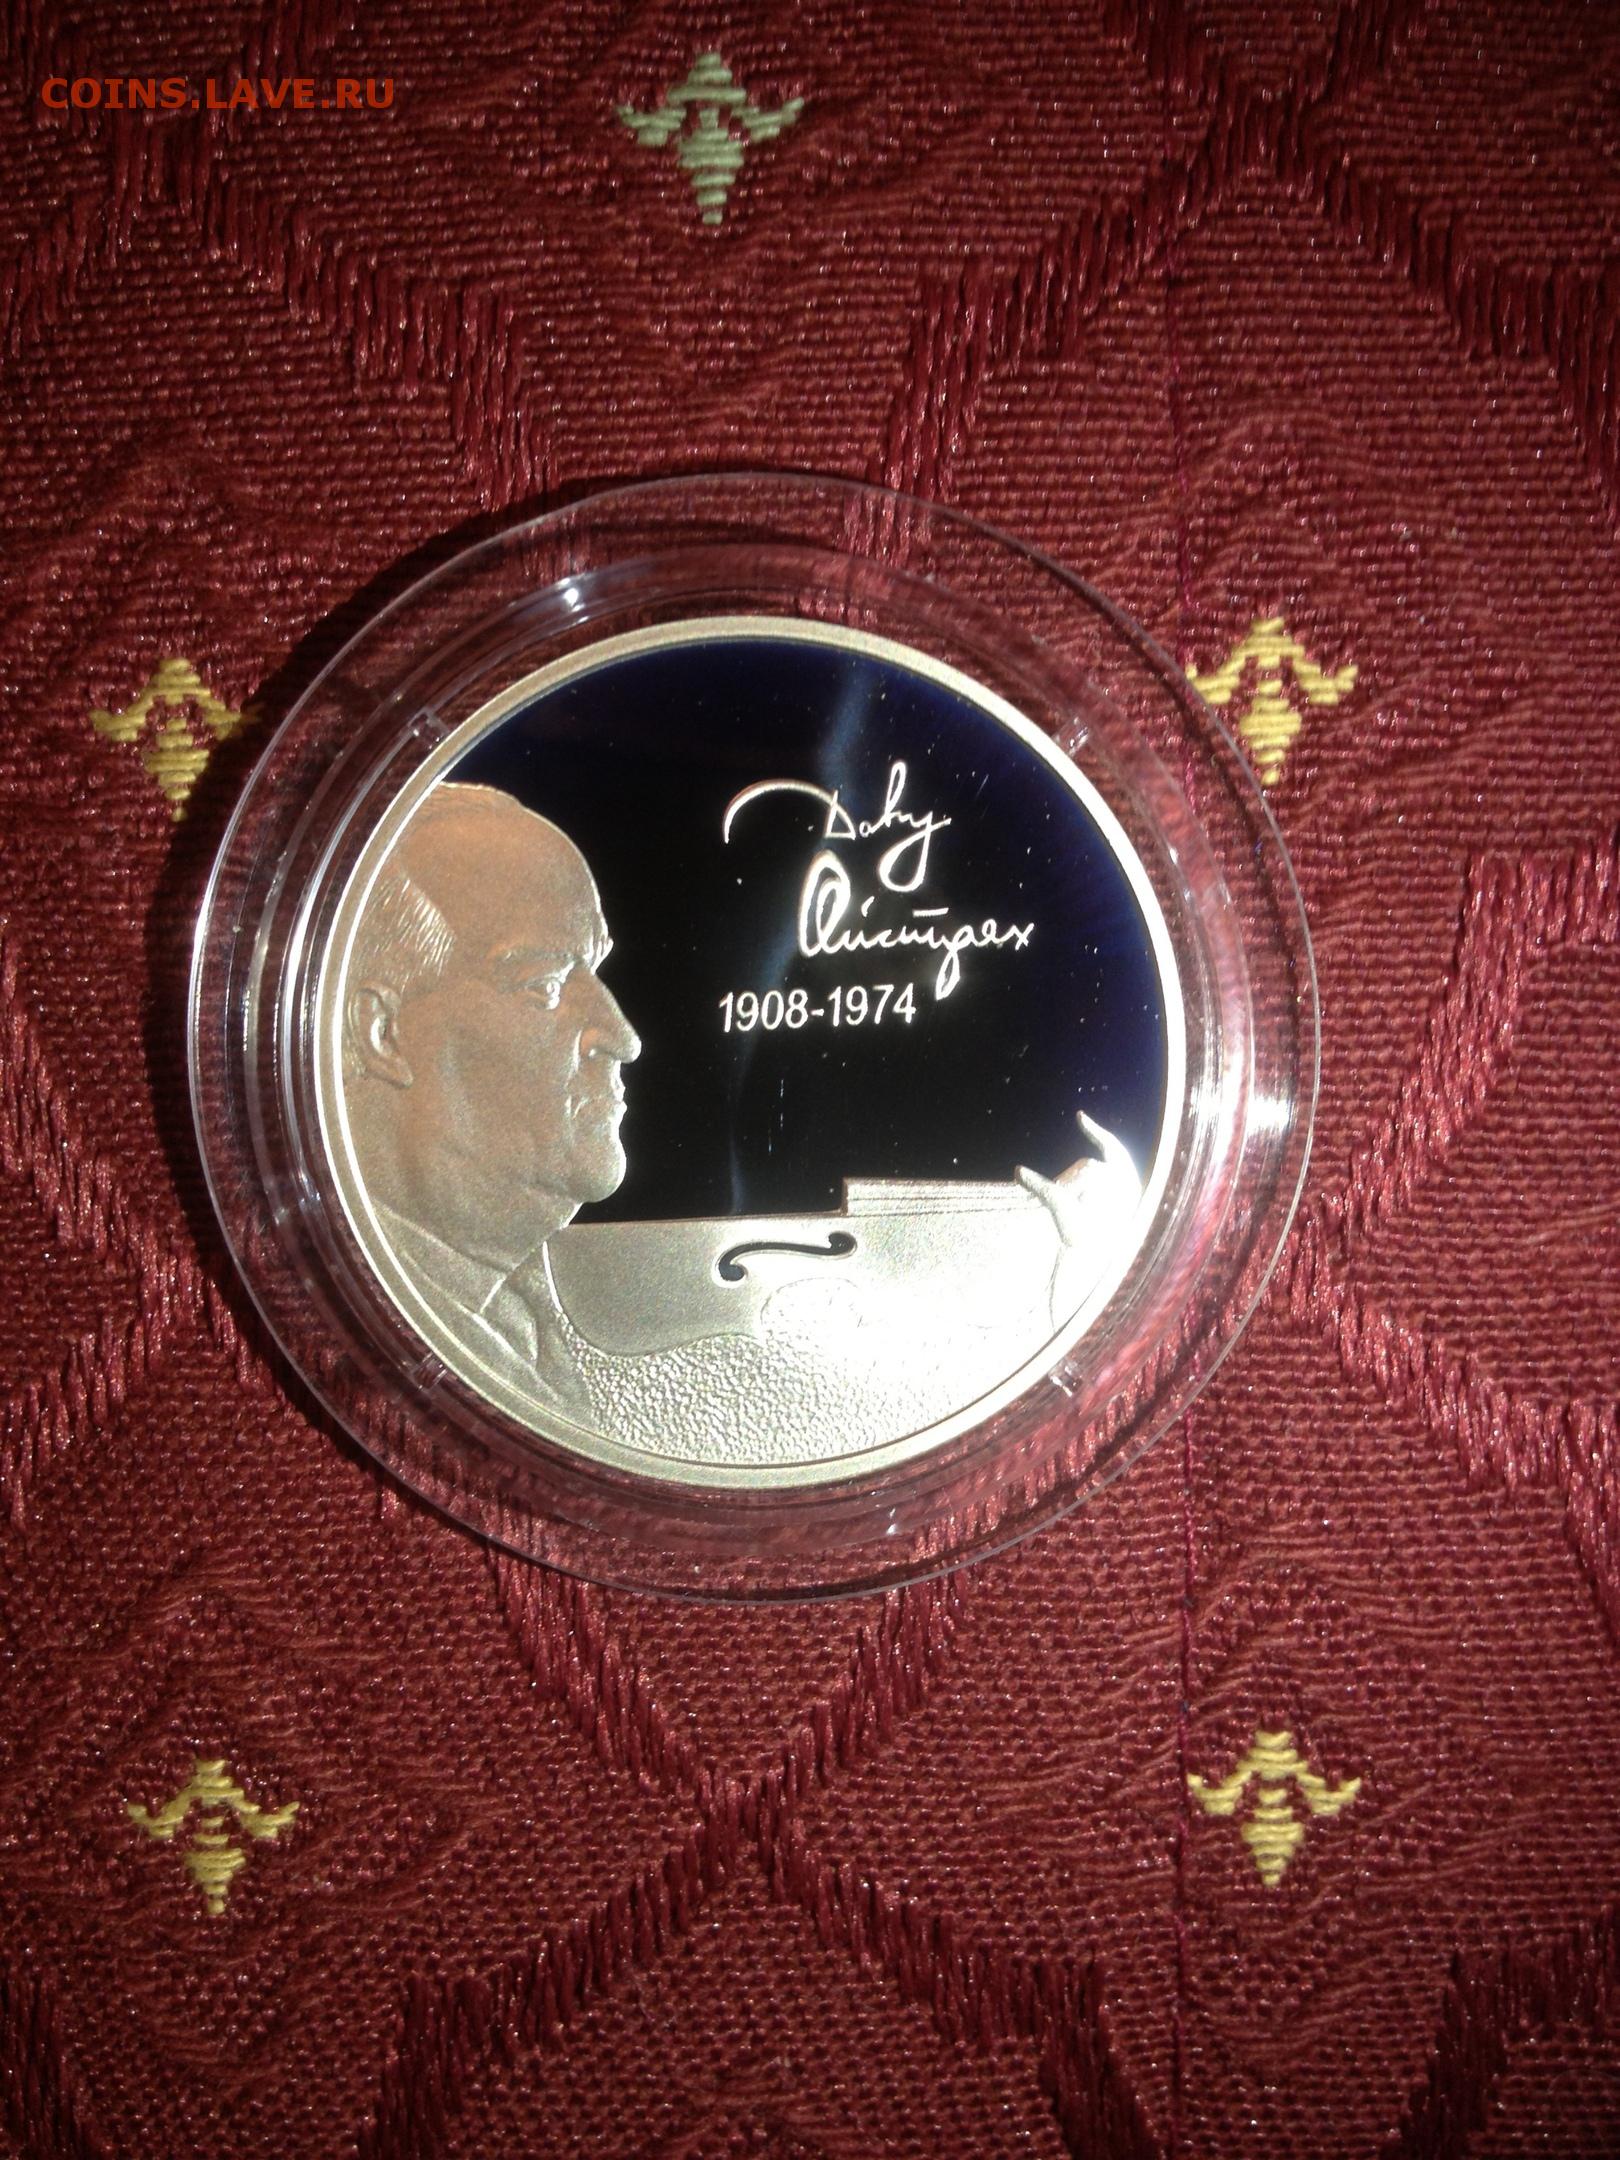 COINS.LAVE.RU
Давид
Ойстрах
1908-1974